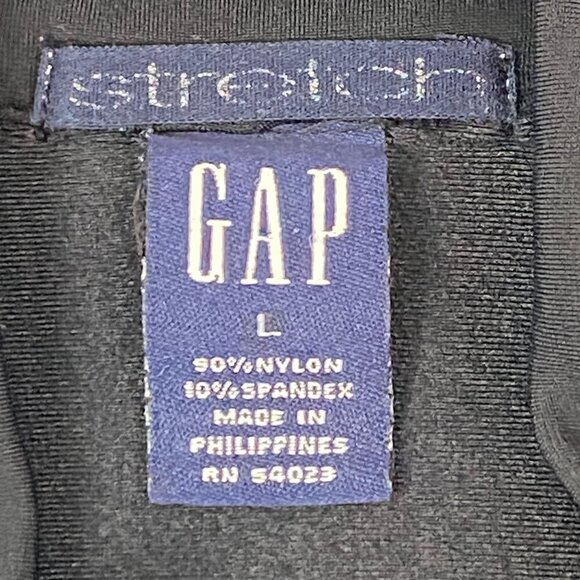 stretch
GAP
L
90% NYLON
10% SPANDEX
MADE IN
PHILIPPINES
RN 54023